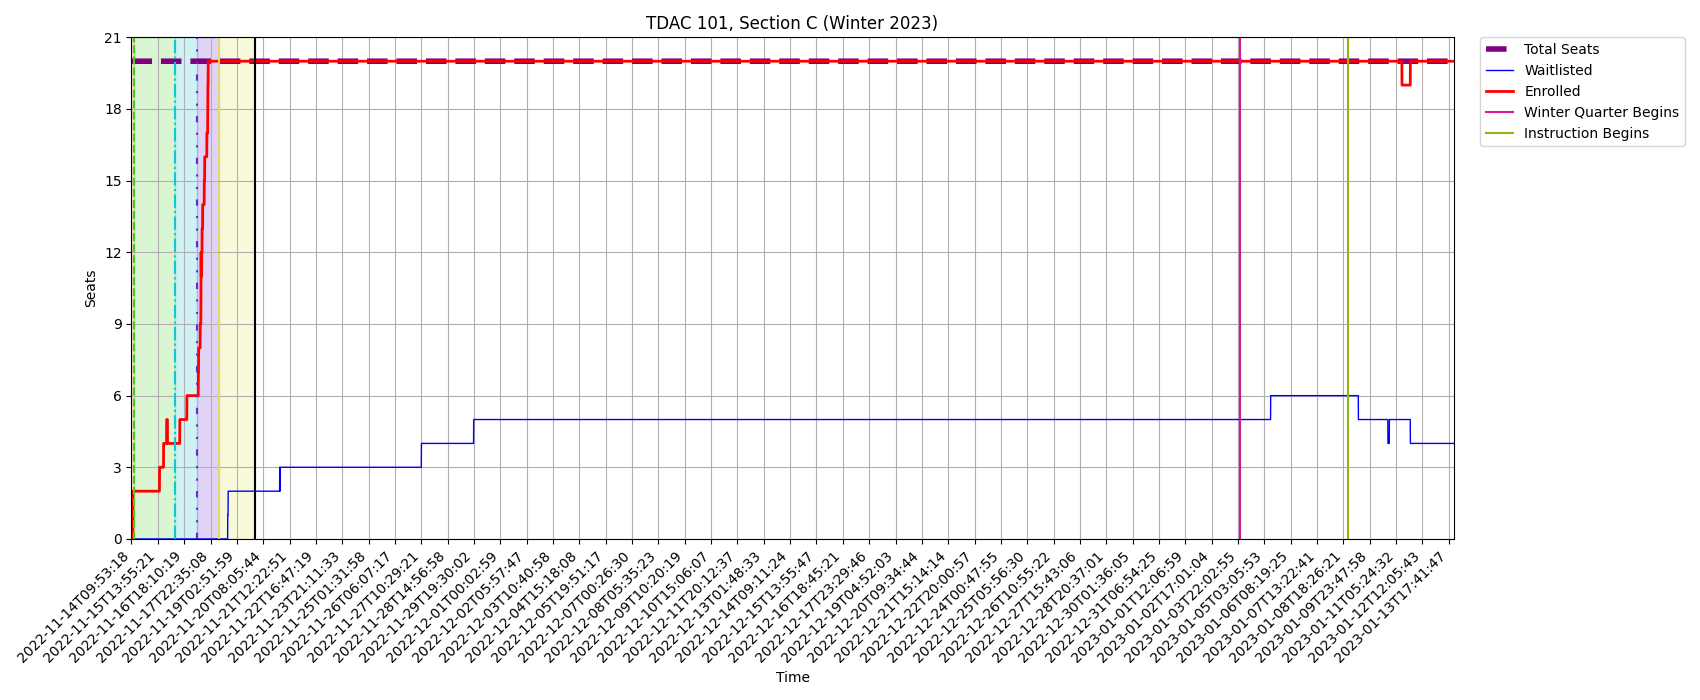 TDAC 101, Section C (Winter 2023)
21
18
15
12
9
6
3
0
Seats
2022-11-14T09:53:18
2022-11-15T13:55:21
2022-11-16T18:10:19
2022-11-17T22:35:08
2022-11-19T02:51:59
2022-11-20T08:05:44
2022-11-21T12:22:51
2022-11-22T16:47:19
2022-11-23T21:11:33
2022-11-25T01:31:58
2022-11-26T06:07:17
2022-11-27T10:29:21
2022-11-28T14:56:58
2022-11-29T19:30:02
2022-12-01T00:02:59
2022-12-02T05:57:47
2022-12-03T10:40:58
2022-12-04T15:18:08
2022-12-05T19:51:17
2022-12-07T00:26:30
2022-12-08T05:35:23
2022-12-09T10:20:19
2022-12-10T15:06:07
2022-12-11T20:12:37
2022-12-13T01:48:33
2022-12-14T09:11:24
2022-12-15T13:55:47
2022-12-16T18:45:21
2022-12-17T23:29:46
2022-12-19T04:52:03
2022-12-20T09:34:44
2022-12-21T15:14:14
2022-12-22T20:00:57
2022-12-24T00:47:55
2022-12-25T05:56:30
2022-12-26T10:55:22
2022-12-27T15:43:06
2022-12-28T20:37:01
2022-12-30T01:36:05
2022-12-31T06:54:25
2023-01-01T12:06:59
2023-01-02T17:01:04
2023-01-03T22:02:55
2023-01-05T03:05:53
2023-01-06T08:19:25
2023-01-07T13:22:41
2023-01-08T18:26:21
2023-01-09T23:47:58
2023-01-11T05:24:32
2023-01-12T12:05:43
2023-01-13T17:41:47
Time
Total Seats
Waitlisted
Enrolled
Winter Quarter Begins
Instruction Begins